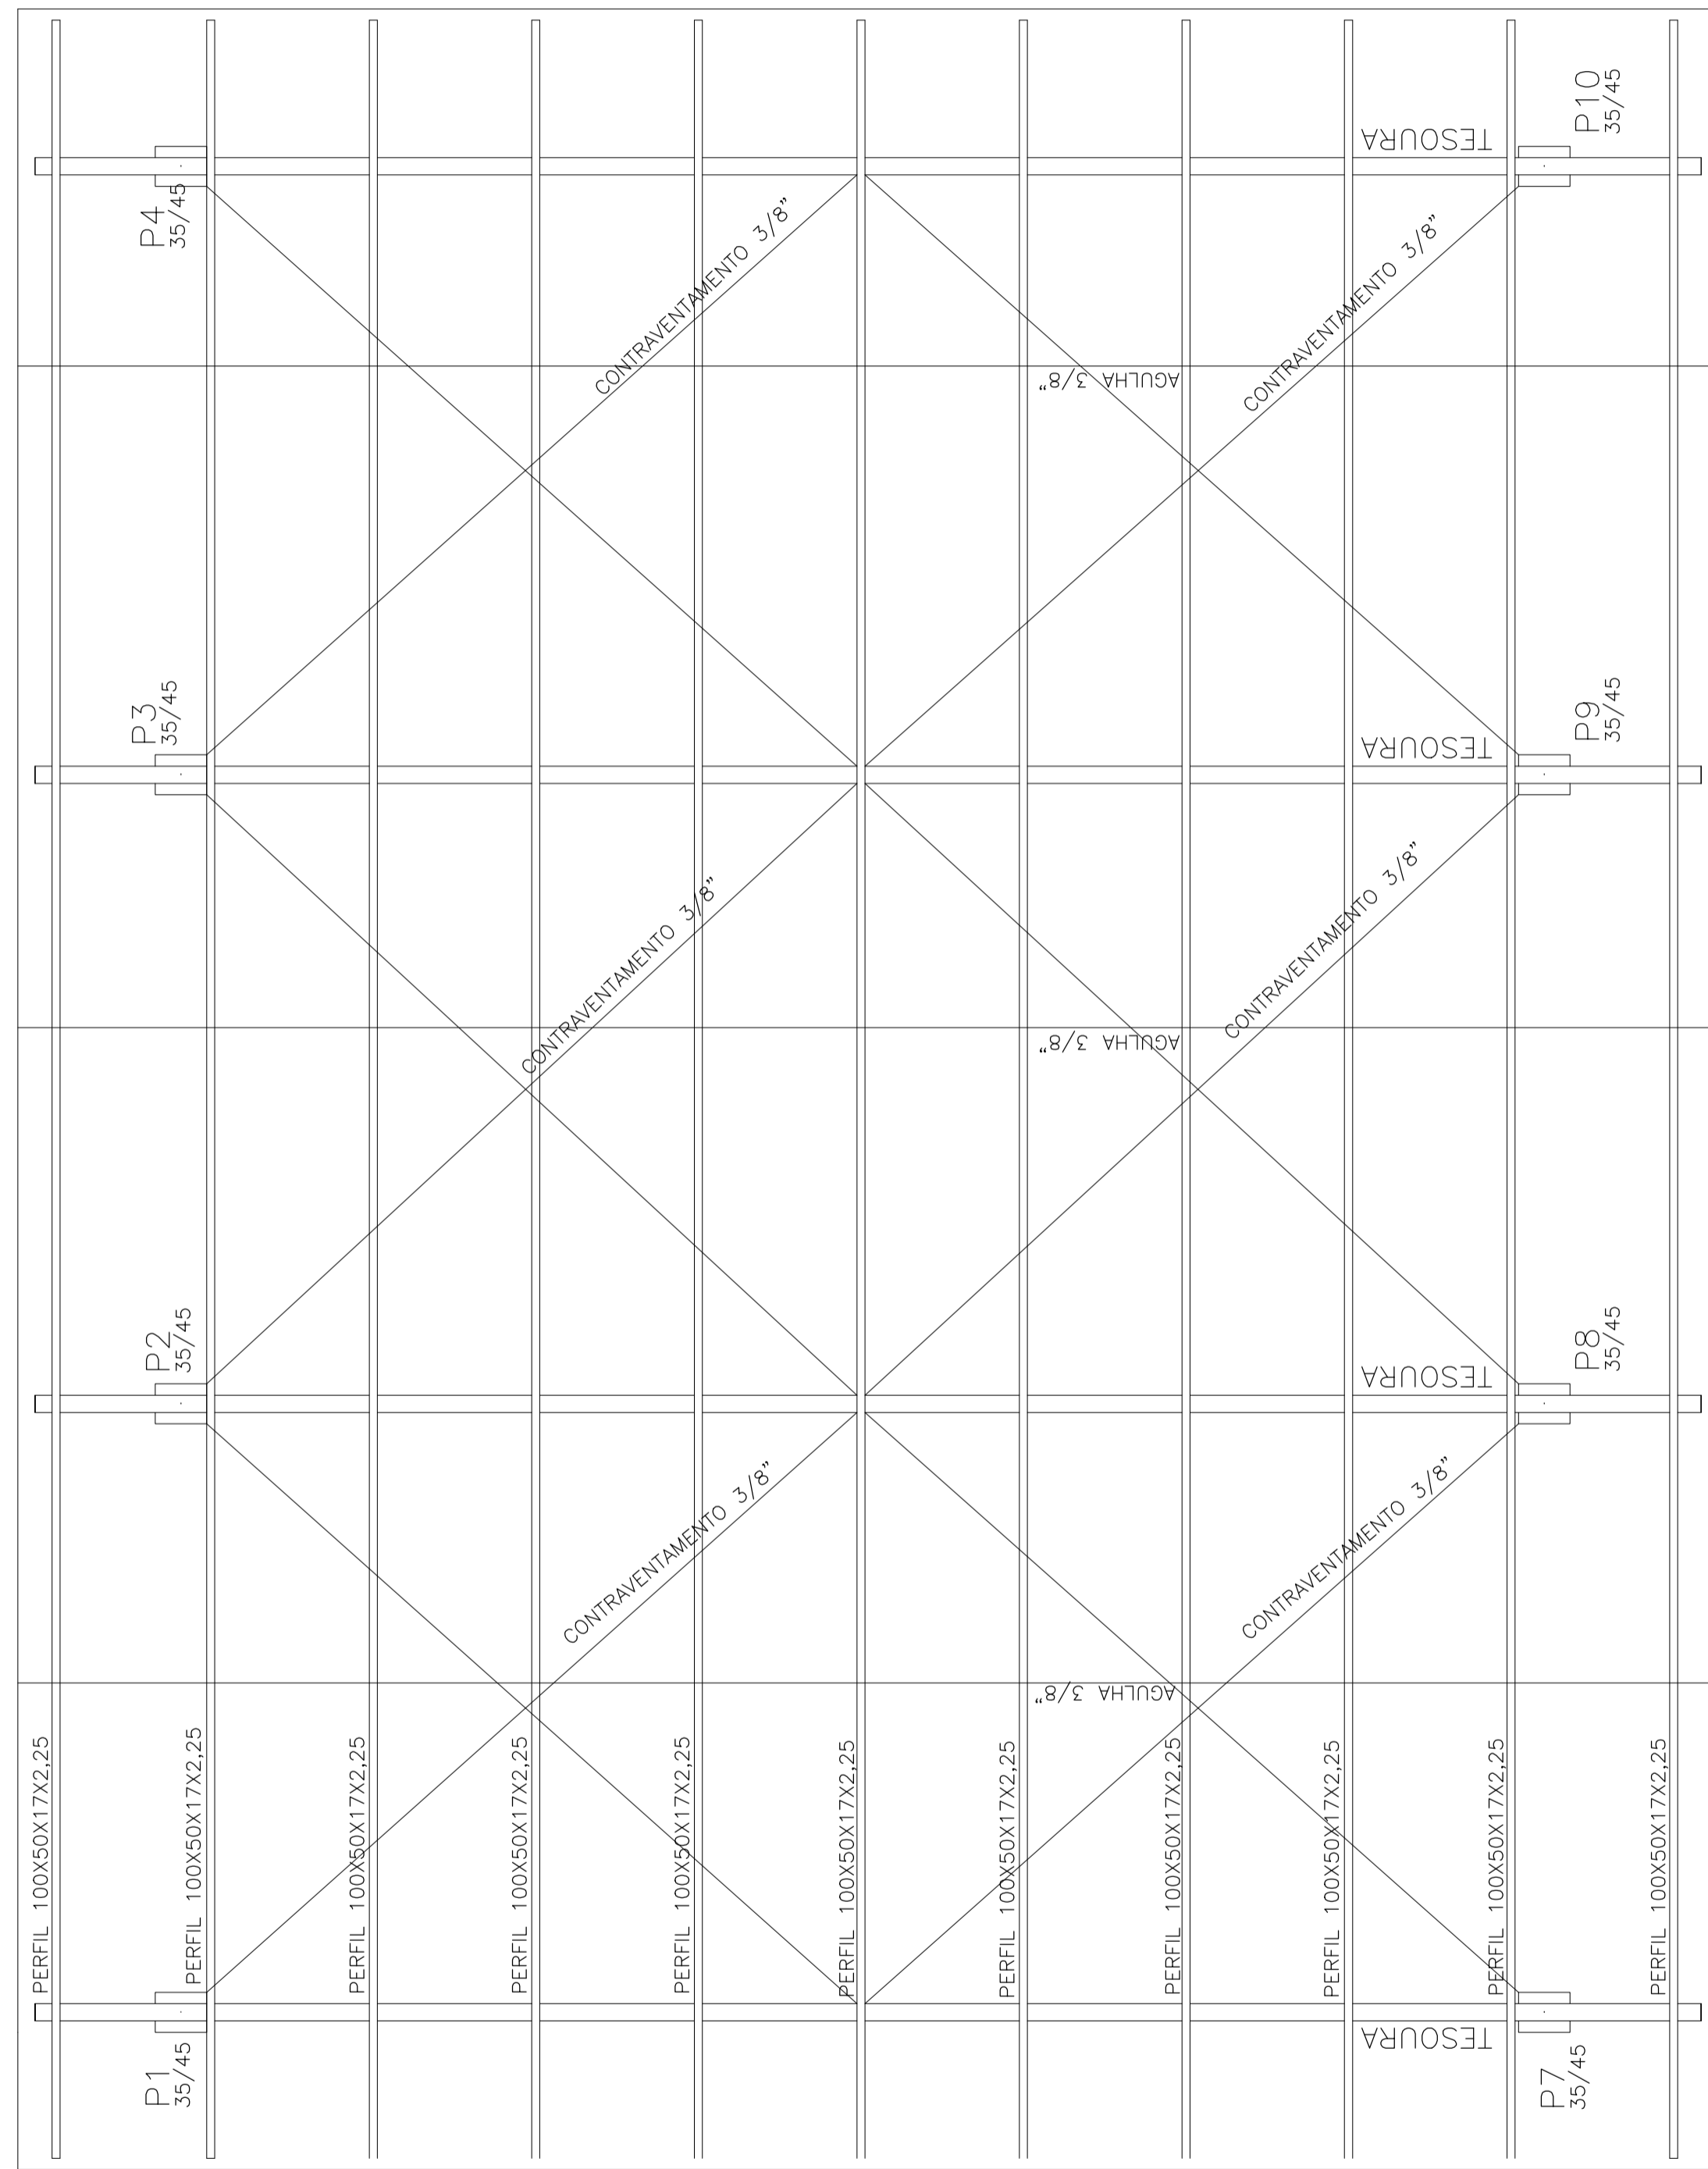 P10
35/45
TESOURA
P4
35/45
CONTRAVENTAMENTO 3/8"
CONTRAVENTAMENTO 3/8"
AGULHA 3/8"
P3
35/45
P9
35/45
TESOURA
CONTRAVENTAMENTO 3/8"
CONTRAVENTAMENTO 3/8"
AGULHA 3/8"
P2
35/45
P8
35/45
TESOURA
CONTRAVENTAMENTO 3/8"
CONTRAVENTAMENTO 3/8"
AGULHA 3/8"
PERFIL 100X50X17X2,25
PERFIL 100X50X17X2,25
PERFIL 100X50X17X2,25
PERFIL 100X50X17X2,25
PERFIL 100X50X17X2,25
PERFIL 100X50X17X2,25
PERFIL 100X50X17X2,25
PERFIL 100X50X17X2,25
PERFIL 100X50X17X2,25
PERFIL 100X50X17X2,25
PERFIL 100X50X17X2,25
TESOURA
P1
35/45
P7
35/45